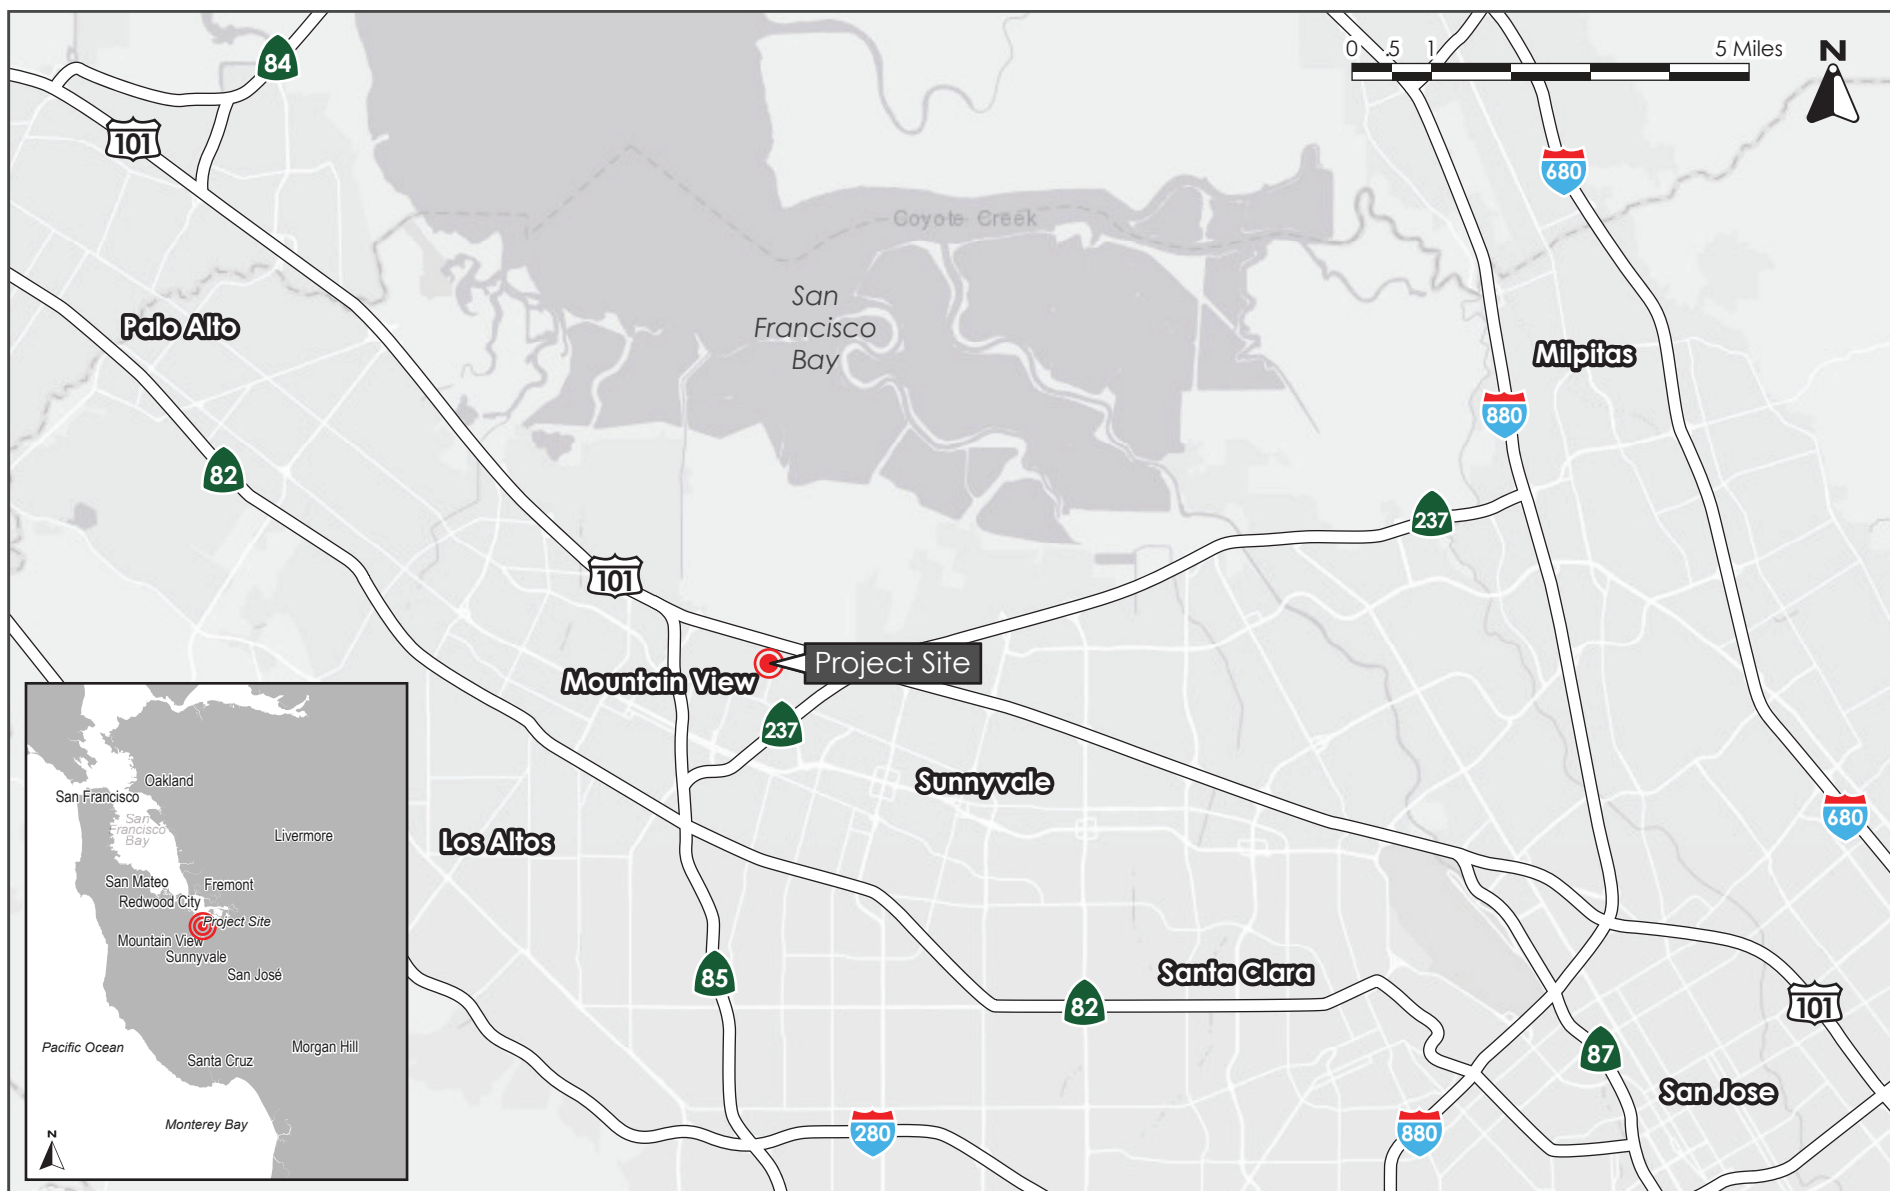 0 .5 1 5 Miles
N
84
101
680
Coyote Creek
San
Francisco
Bay
Palo Alto
Milpitas
880
82
237
101
Project Site
Mountain View
237
Sunnyvale
680
Los Altos
85
Santa Clara
82
101
87
San Jose
280
880
Oakland
San Francisco
San
Francisco
Bay
Livermore
San Mateo
Fremont
Redwood City
Project Site
Mountain View
Sunnyvale
San José
Pacific Ocean
Morgan Hill
Santa Cruz
Monterey Bay
N